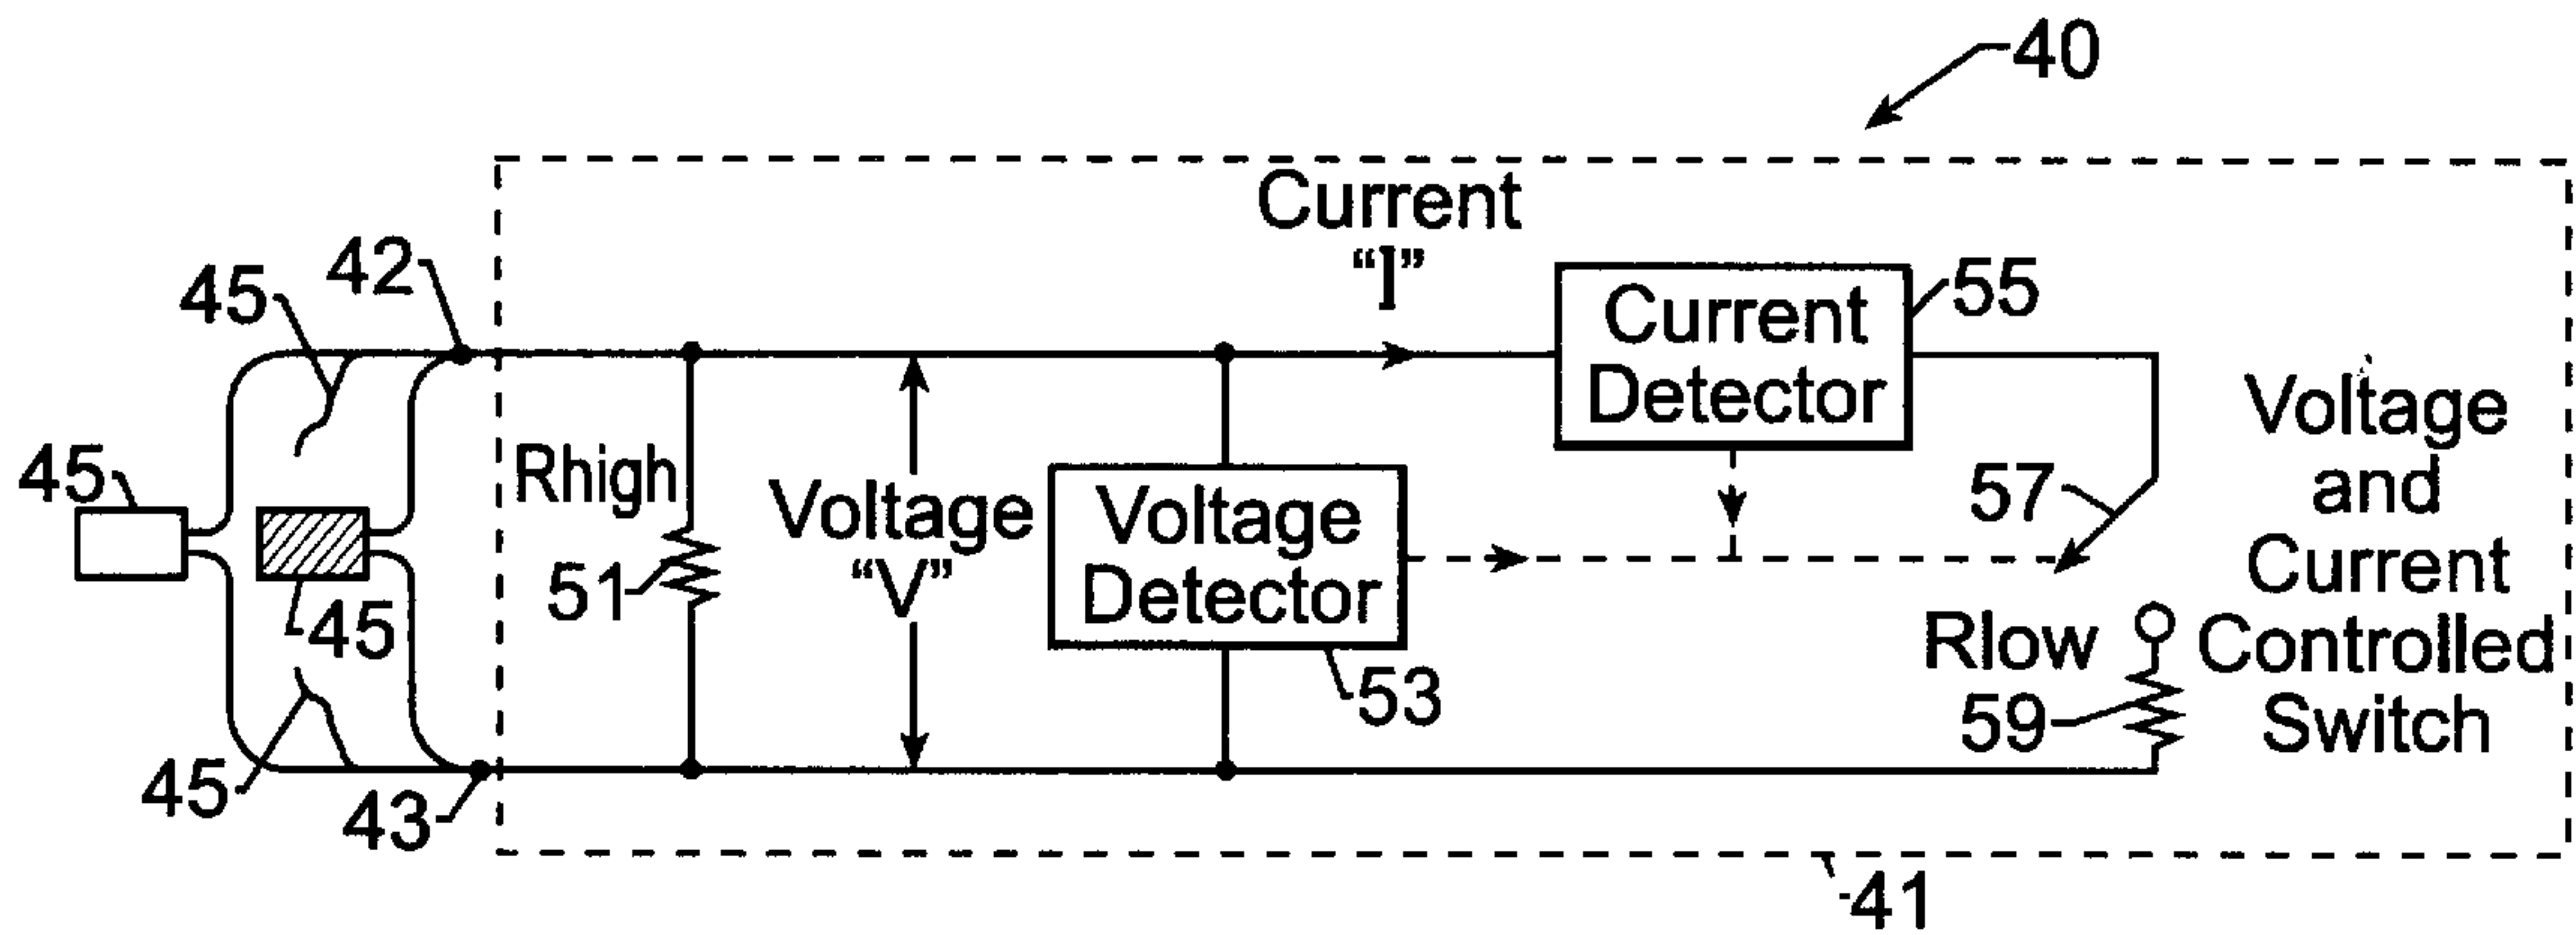 40
Current
“I”
45
42
Current
Detector
55
45
Rhigh
51
Voltage
“V”
Voltage
Detector
53
57
Voltage
and
Current
Controlled
Switch
Rlow
59
45
45
43
41